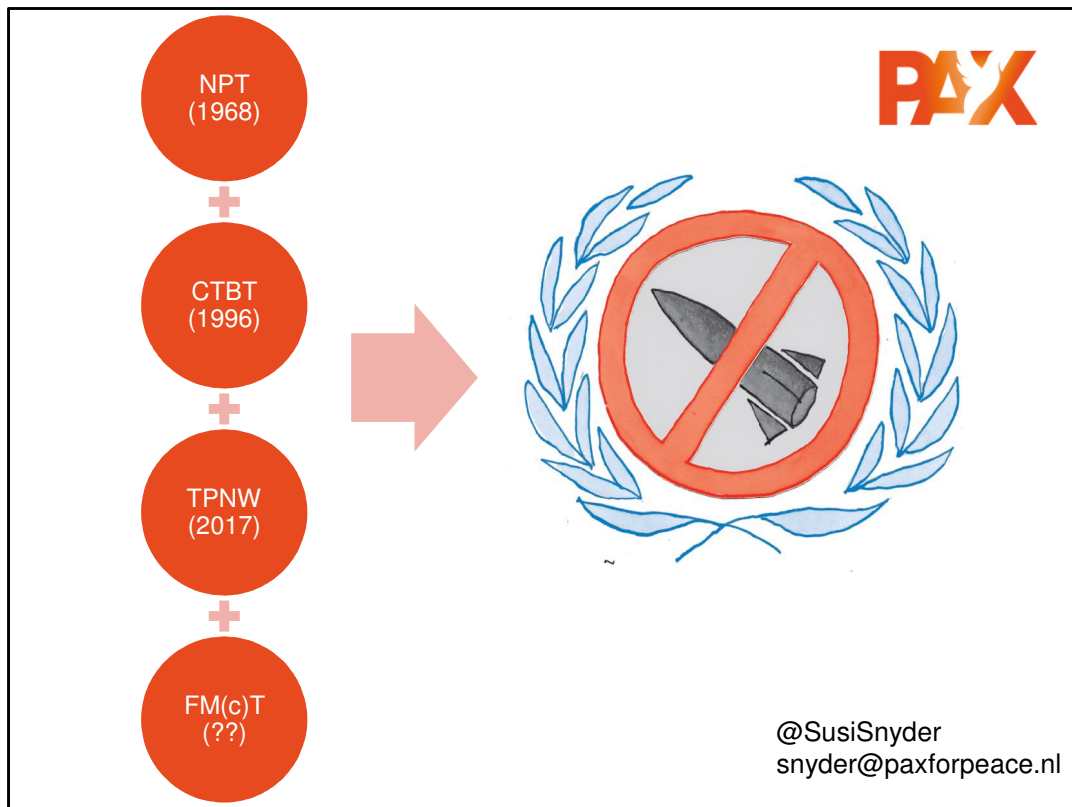 NPT
(1968)
CTBT
(1996)
TPNW
(2017)
FM(c)T
(??)
PAX
@SusiSnyder
snyder@paxforpeace.nl